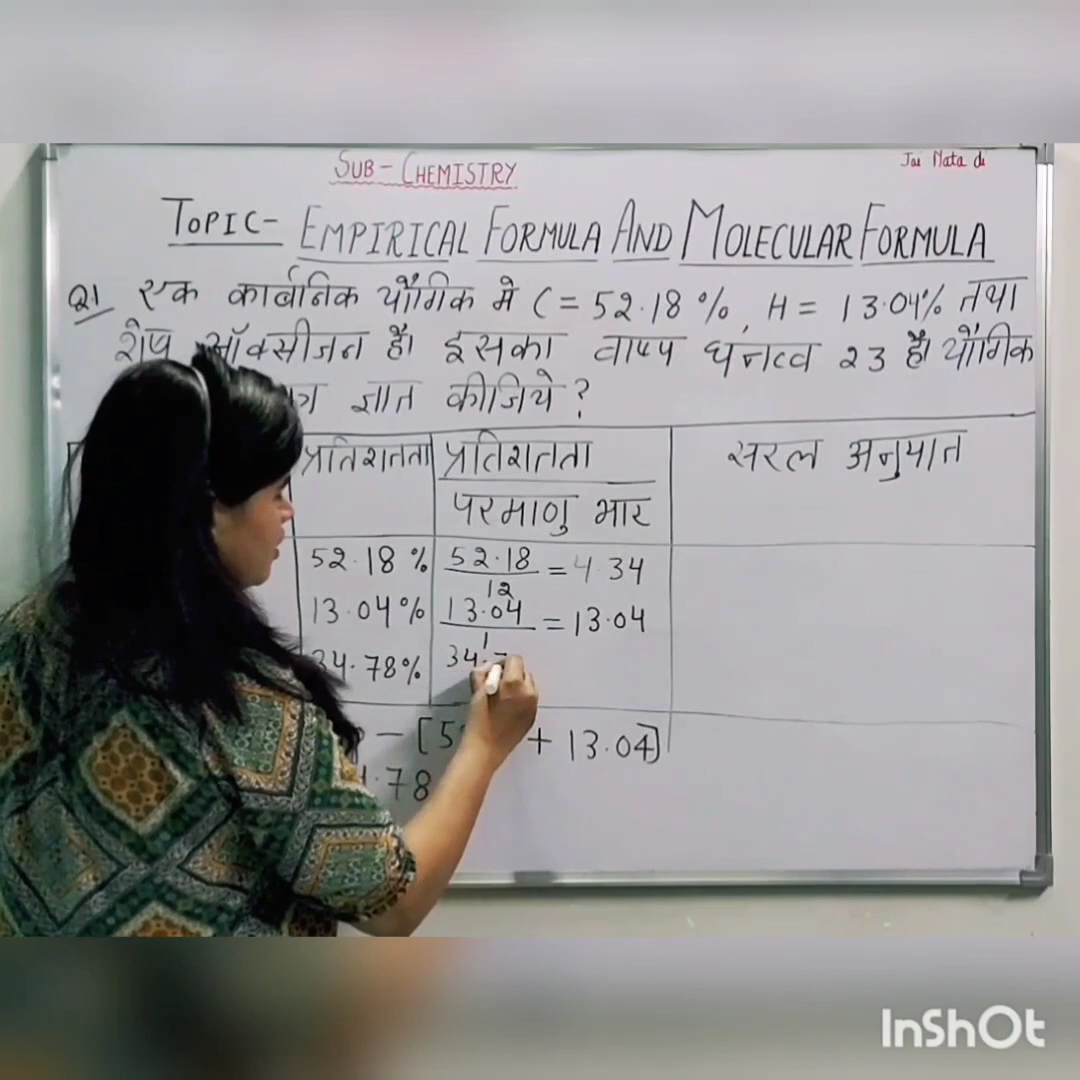 SUB - CHEMISTRY
Jai Mata di
TOPIC - EMPIRICAL FORMULA AND MOLECULAR FORMULA
Q1 एक कार्बनिक यौगिक मे C = 52.18 %, H = 13.04% तथा
शेष ऑक्सीजन है। इसका वाष्प घनत्व 23 है। यौगिक
ज्ञात कीजिये ?
प्रतिशतता प्रतिशतता सरल अनुपात
परमाणु भार
52.18 % 52.18 = 4.34
12
13.04% 13.04 = 13.04
1
34.78%
- [ + 13.04]
.78
InShOt